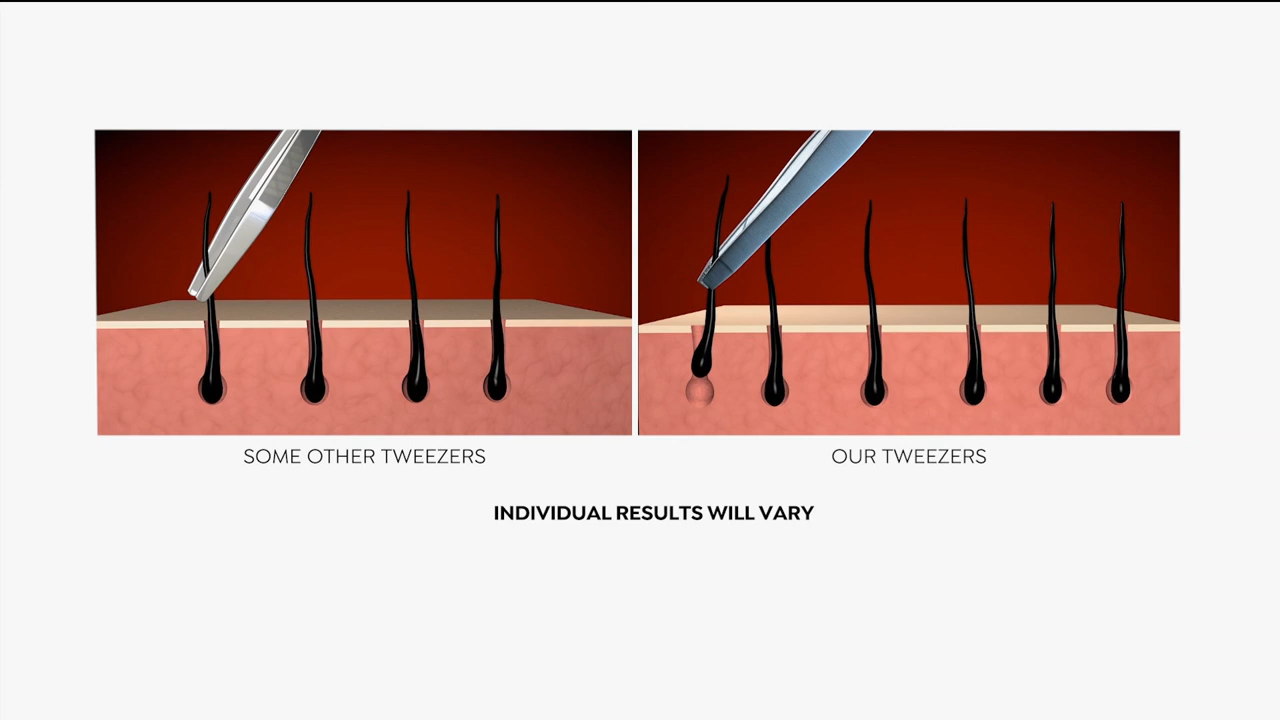 SOME OTHER TWEEZERS
OUR TWEEZERS
INDIVIDUAL RESULTS WILL VARY